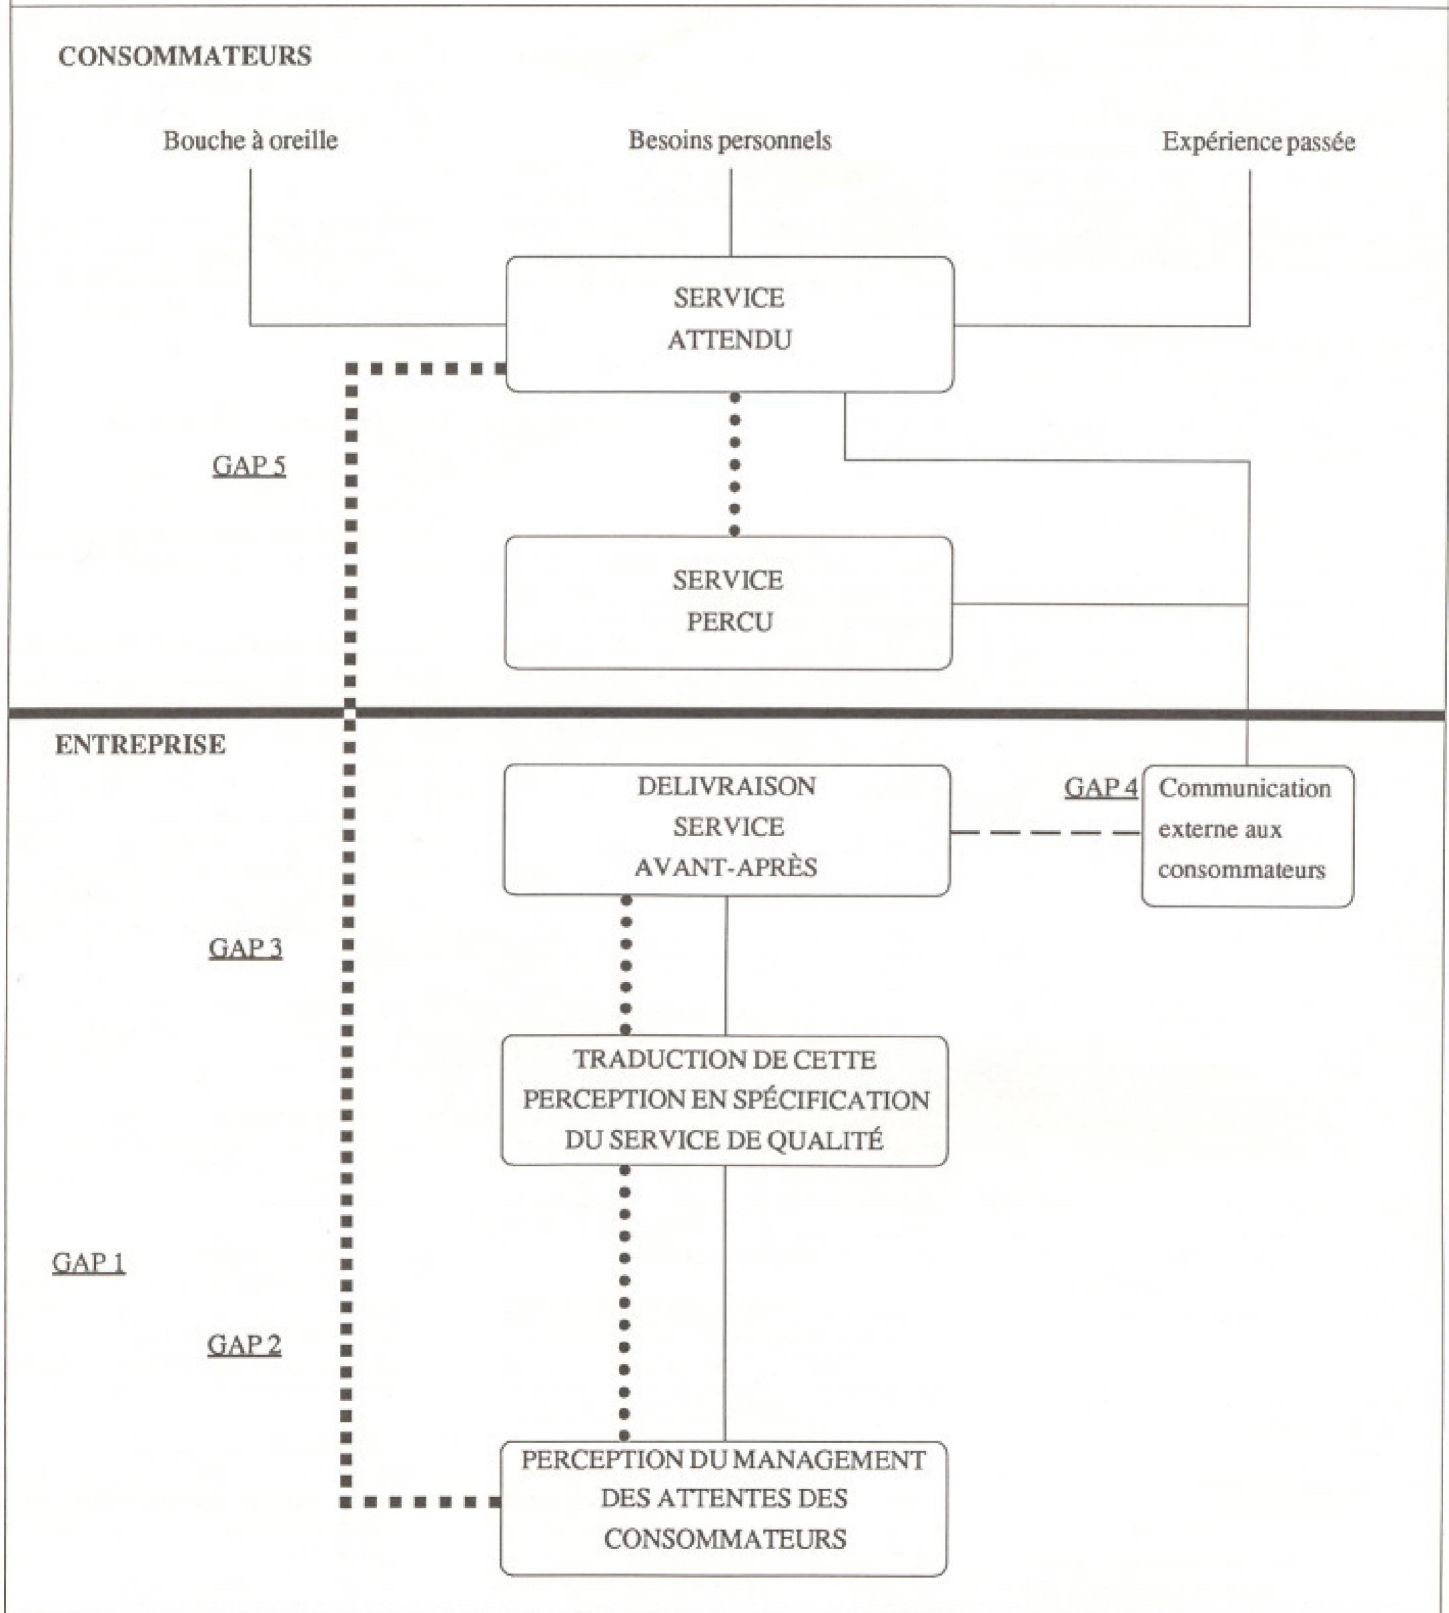 CONSOMMATEURS
Bouche à oreille
Besoins personnels
Expérience passée
SERVICE
ATTENDU
GAP 5
SERVICE
PERCU
ENTREPRISE
DELIVRAISON
SERVICE
AVANT-APRÈS
GAP 4
Communication
externe aux
consommateurs
GAP 3
TRADUCTION DE CETTE
PERCEPTION EN SPÉCIFICATION
DU SERVICE DE QUALITÉ
GAP 1
GAP 2
PERCEPTION DU MANAGEMENT
DES ATTENTES DES
CONSOMMATEURS